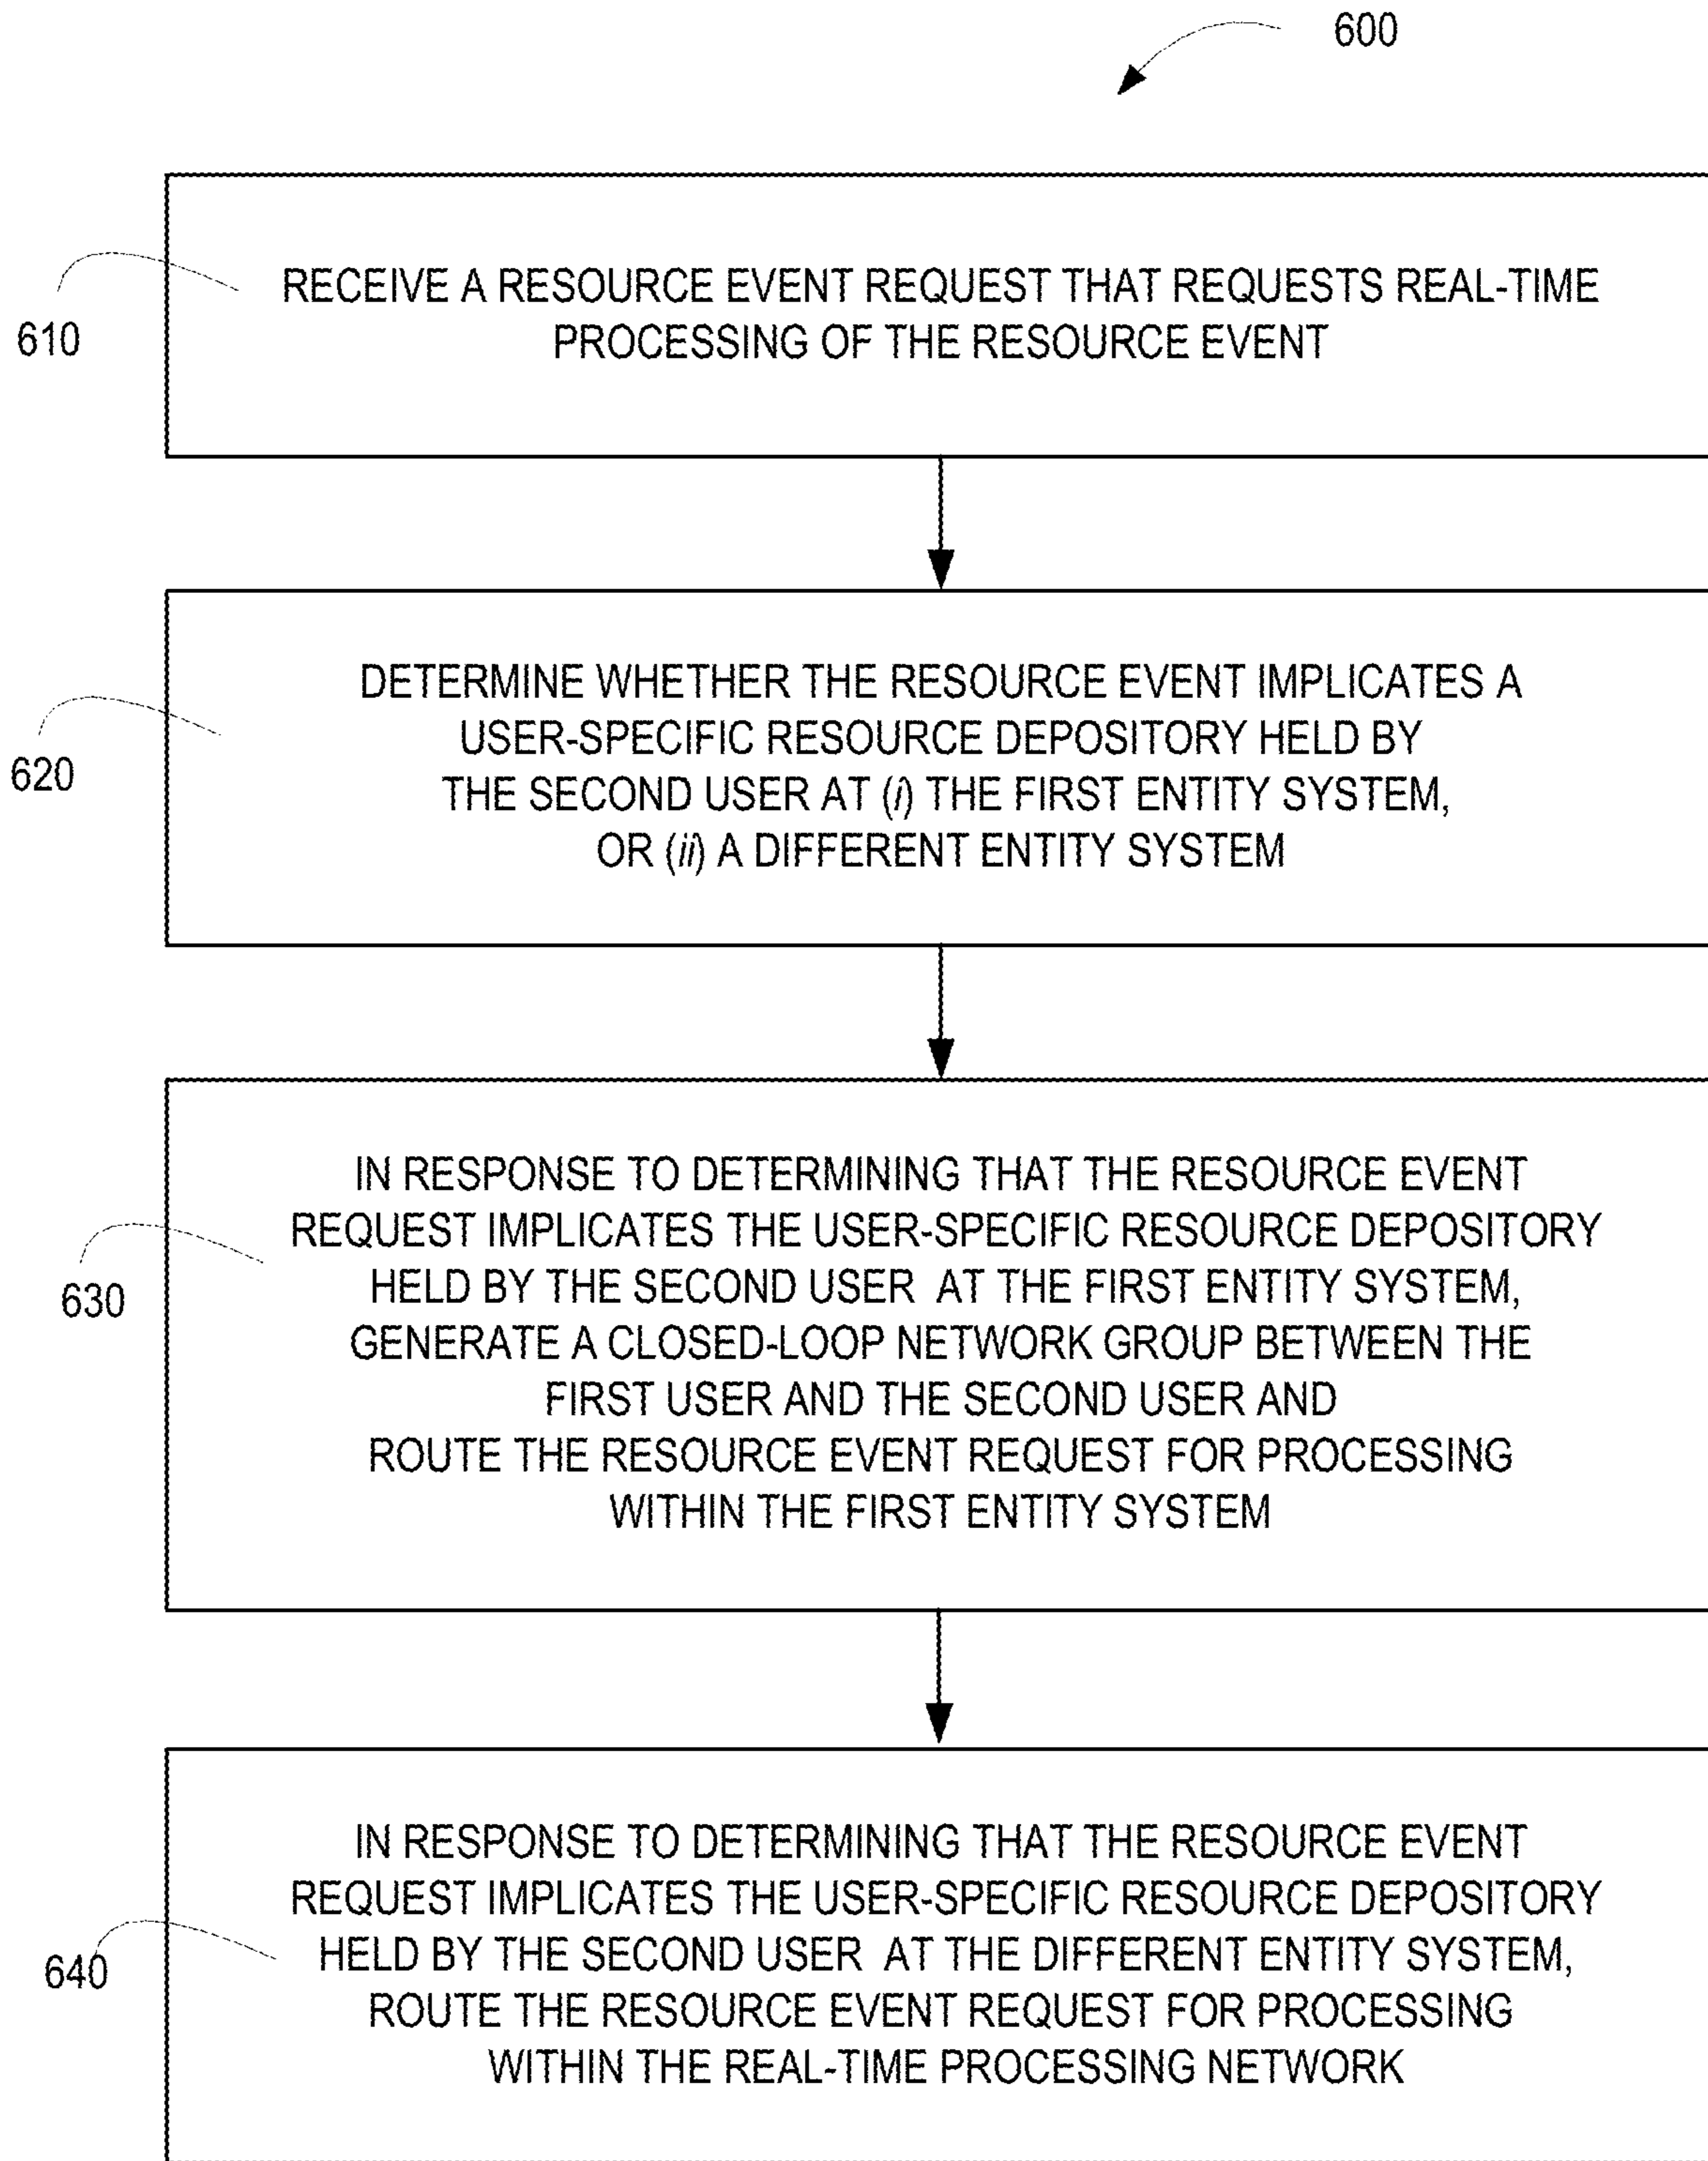 600
610
RECEIVE A RESOURCE EVENT REQUEST THAT REQUESTS REAL-TIME
PROCESSING OF THE RESOURCE EVENT
620
DETERMINE WHETHER THE RESOURCE EVENT IMPLICATES A
USER-SPECIFIC RESOURCE DEPOSITORY HELD BY
THE SECOND USER AT (i) THE FIRST ENTITY SYSTEM,
OR (ii) A DIFFERENT ENTITY SYSTEM
630
IN RESPONSE TO DETERMINING THAT THE RESOURCE EVENT
REQUEST IMPLICATES THE USER-SPECIFIC RESOURCE DEPOSITORY
HELD BY THE SECOND USER AT THE FIRST ENTITY SYSTEM,
GENERATE A CLOSED-LOOP NETWORK GROUP BETWEEN THE
FIRST USER AND THE SECOND USER AND
ROUTE THE RESOURCE EVENT REQUEST FOR PROCESSING
WITHIN THE FIRST ENTITY SYSTEM
640
IN RESPONSE TO DETERMINING THAT THE RESOURCE EVENT
REQUEST IMPLICATES THE USER-SPECIFIC RESOURCE DEPOSITORY
HELD BY THE SECOND USER AT THE DIFFERENT ENTITY SYSTEM,
ROUTE THE RESOURCE EVENT REQUEST FOR PROCESSING
WITHIN THE REAL-TIME PROCESSING NETWORK